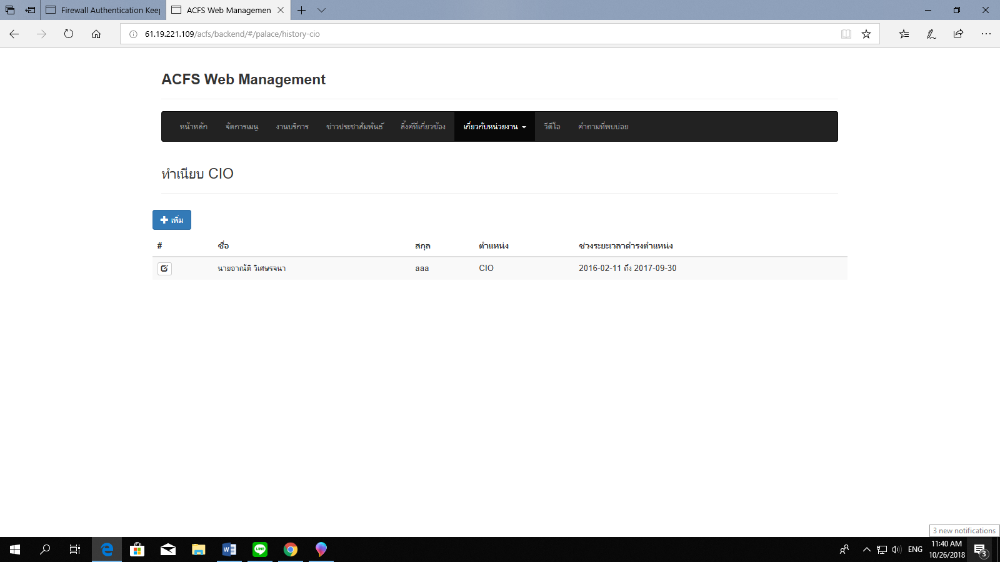 Firewall Authentication Keep
ACFS Web Managemen
61.19.221.109/acfs/backend/#/palace/history-cio
ACFS Web Management
หน้าหลัก จัดการเมนู งานบริการ ข่าวประชาสัมพันธ์ ลิ้งค์ที่เกี่ยวข้อง เกี่ยวกับหน่วยงาน วีดีโอ คำถามที่พบบ่อย
ทำเนียบ CIO
เพิ่ม
# ชื่อ สกุล ตำแหน่ง ช่วงระยะเวลาดำรงตำแหน่ง
นายอาณัติ วิเศษรจนา aaa CIO 2016-02-11 ถึง 2017-09-30
3 new notifications
ENG 11:40 AM
10/26/2018 3